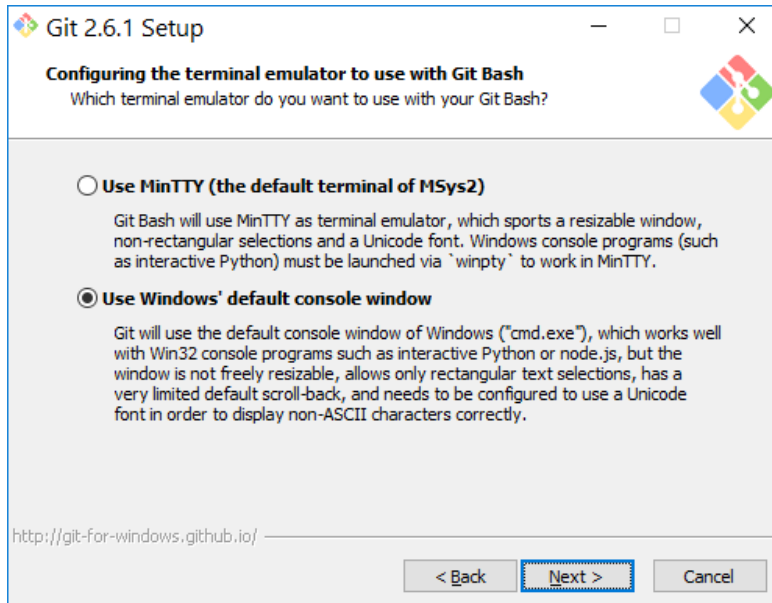 Git 2.6.1 Setup
Configuring the terminal emulator to use with Git Bash
Which terminal emulator do you want to use with your Git Bash?
Use MinTTY (the default terminal of MSys2)
Git Bash will use MinTTY as terminal emulator, which sports a resizable window,
non-rectangular selections and a Unicode font. Windows console programs (such
as interactive Python) must be launched via `winpty` to work in MinTTY.
Use Windows' default console window
Git will use the default console window of Windows ("cmd.exe"), which works well
with Win32 console programs such as interactive Python or node.js, but the
window is not freely resizable, allows only rectangular text selections, has a
very limited default scroll-back, and needs to be configured to use a Unicode
font in order to display non-ASCII characters correctly.
http://git-for-windows.github.io/
< Back Next > Cancel